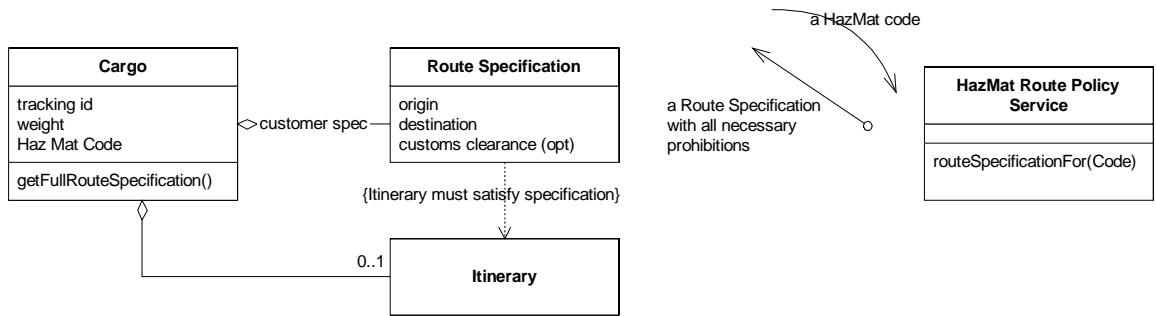 Cargo
tracking id
weight
Haz Mat Code
getFullRouteSpecification()
customer spec
Route Specification
origin
destination
customs clearance (opt)
{Itinerary must satisfy specification}
0..1
Itinerary
a HazMat code
a Route Specification
with all necessary
prohibitions
HazMat Route Policy
Service
routeSpecificationFor(Code)